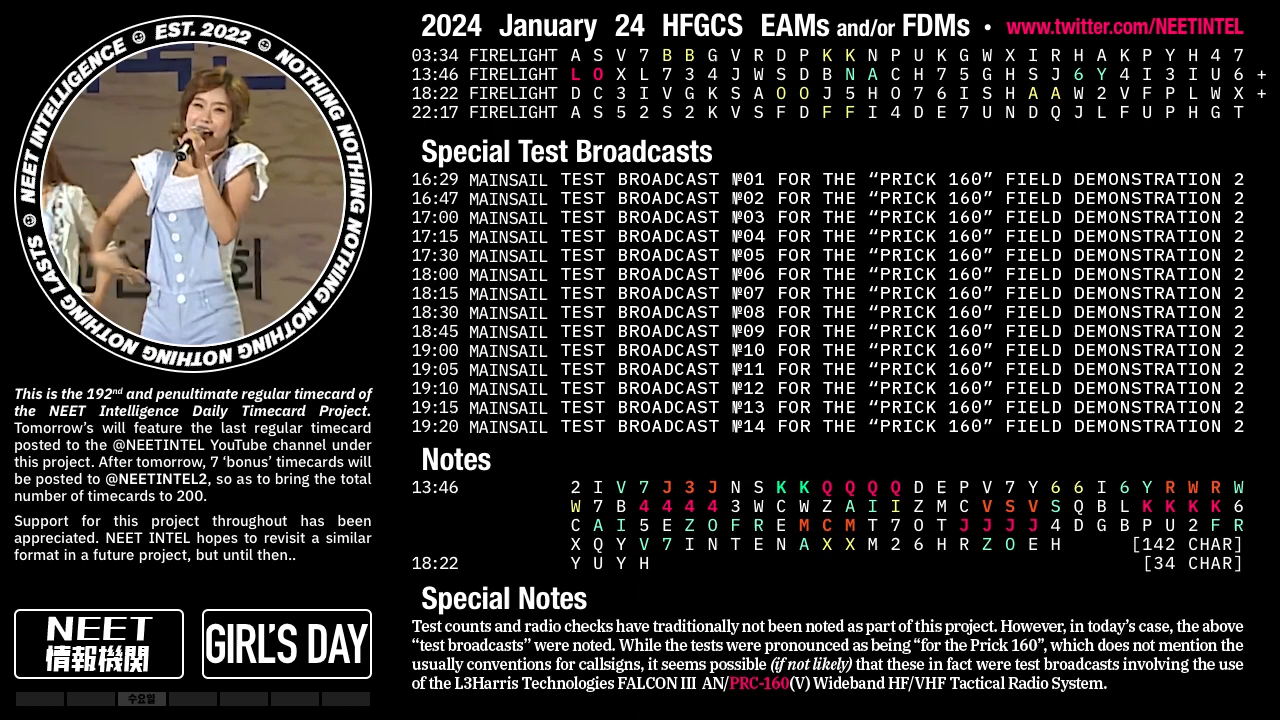 NEET INTELLIGENCE ☺ EST. 2022 ☺ NOTHING NOTHING NOTHING NOTHING NOTHING NOTHING LASTS ☺
This is the 192nd and penultimate regular timecard of
the NEET Intelligence Daily Timecard Project.
Tomorrow's will feature the last regular timecard
posted to the @NEETINTEL YouTube channel under
this project. After tomorrow, 7 'bonus' timecards will
be posted to @NEETINTEL2, so as to bring the total
number of timecards to 200.
Support for this project throughout has been
appreciated. NEET INTEL hopes to revisit a similar
format in a future project, but until then..
NEET
情報機関
GIRL'S DAY
수요일
2024 January 24 HFGCS EAMs and/or FDMs • www.twitter.com/NEETINTEL
03:34 FIRELIGHT A S V 7 B B G V R D P K K N P U K G W X I R H A K P Y H 4 7
13:46 FIRELIGHT L O X L 7 3 4 J W S D B N A C H 7 5 G H S J 6 Y 4 I 3 I U 6 +
18:22 FIRELIGHT D C 3 I V G K S A O O J 5 H O 7 6 I S H A A W 2 V F P L W X +
22:17 FIRELIGHT A S 5 2 S 2 K V S F D F F I 4 D E 7 U N D Q J L F U P H G T
Special Test Broadcasts
16:29 MAINSAIL TEST BROADCAST №01 FOR THE “PRICK 160” FIELD DEMONSTRATION 2
16:47 MAINSAIL TEST BROADCAST №02 FOR THE “PRICK 160” FIELD DEMONSTRATION 2
17:00 MAINSAIL TEST BROADCAST №03 FOR THE “PRICK 160” FIELD DEMONSTRATION 2
17:15 MAINSAIL TEST BROADCAST №04 FOR THE “PRICK 160” FIELD DEMONSTRATION 2
17:30 MAINSAIL TEST BROADCAST №05 FOR THE “PRICK 160” FIELD DEMONSTRATION 2
18:00 MAINSAIL TEST BROADCAST №06 FOR THE “PRICK 160” FIELD DEMONSTRATION 2
18:15 MAINSAIL TEST BROADCAST №07 FOR THE “PRICK 160” FIELD DEMONSTRATION 2
18:30 MAINSAIL TEST BROADCAST №08 FOR THE “PRICK 160” FIELD DEMONSTRATION 2
18:45 MAINSAIL TEST BROADCAST №09 FOR THE “PRICK 160” FIELD DEMONSTRATION 2
19:00 MAINSAIL TEST BROADCAST №10 FOR THE “PRICK 160” FIELD DEMONSTRATION 2
19:05 MAINSAIL TEST BROADCAST №11 FOR THE “PRICK 160” FIELD DEMONSTRATION 2
19:10 MAINSAIL TEST BROADCAST №12 FOR THE “PRICK 160” FIELD DEMONSTRATION 2
19:15 MAINSAIL TEST BROADCAST №13 FOR THE “PRICK 160” FIELD DEMONSTRATION 2
19:20 MAINSAIL TEST BROADCAST №14 FOR THE “PRICK 160” FIELD DEMONSTRATION 2
Notes
13:46 2 I V 7 J 3 J N S K K Q Q Q Q D E P V 7 Y 6 6 I 6 Y R W R W
W 7 B 4 4 4 4 3 W C W Z A I I Z M C V S V S Q B L K K K K 6
C A I 5 E Z O F R E M C M T 7 O T J J J J 4 D G B P U 2 F R
X Q Y V 7 I N T E N A X X M 2 6 H R Z O E H [142 CHAR]
18:22 Y U Y H [34 CHAR]
Special Notes
Test counts and radio checks have traditionally not been noted as part of this project. However, in today's case, the above
“test broadcasts” were noted. While the tests were pronounced as being “for the Prick 160”, which does not mention the
usually conventions for callsigns, it seems possible (if not likely) that these in fact were test broadcasts involving the use
of the L3Harris Technologies FALCON III AN/PRC-160(V) Wideband HF/VHF Tactical Radio System.